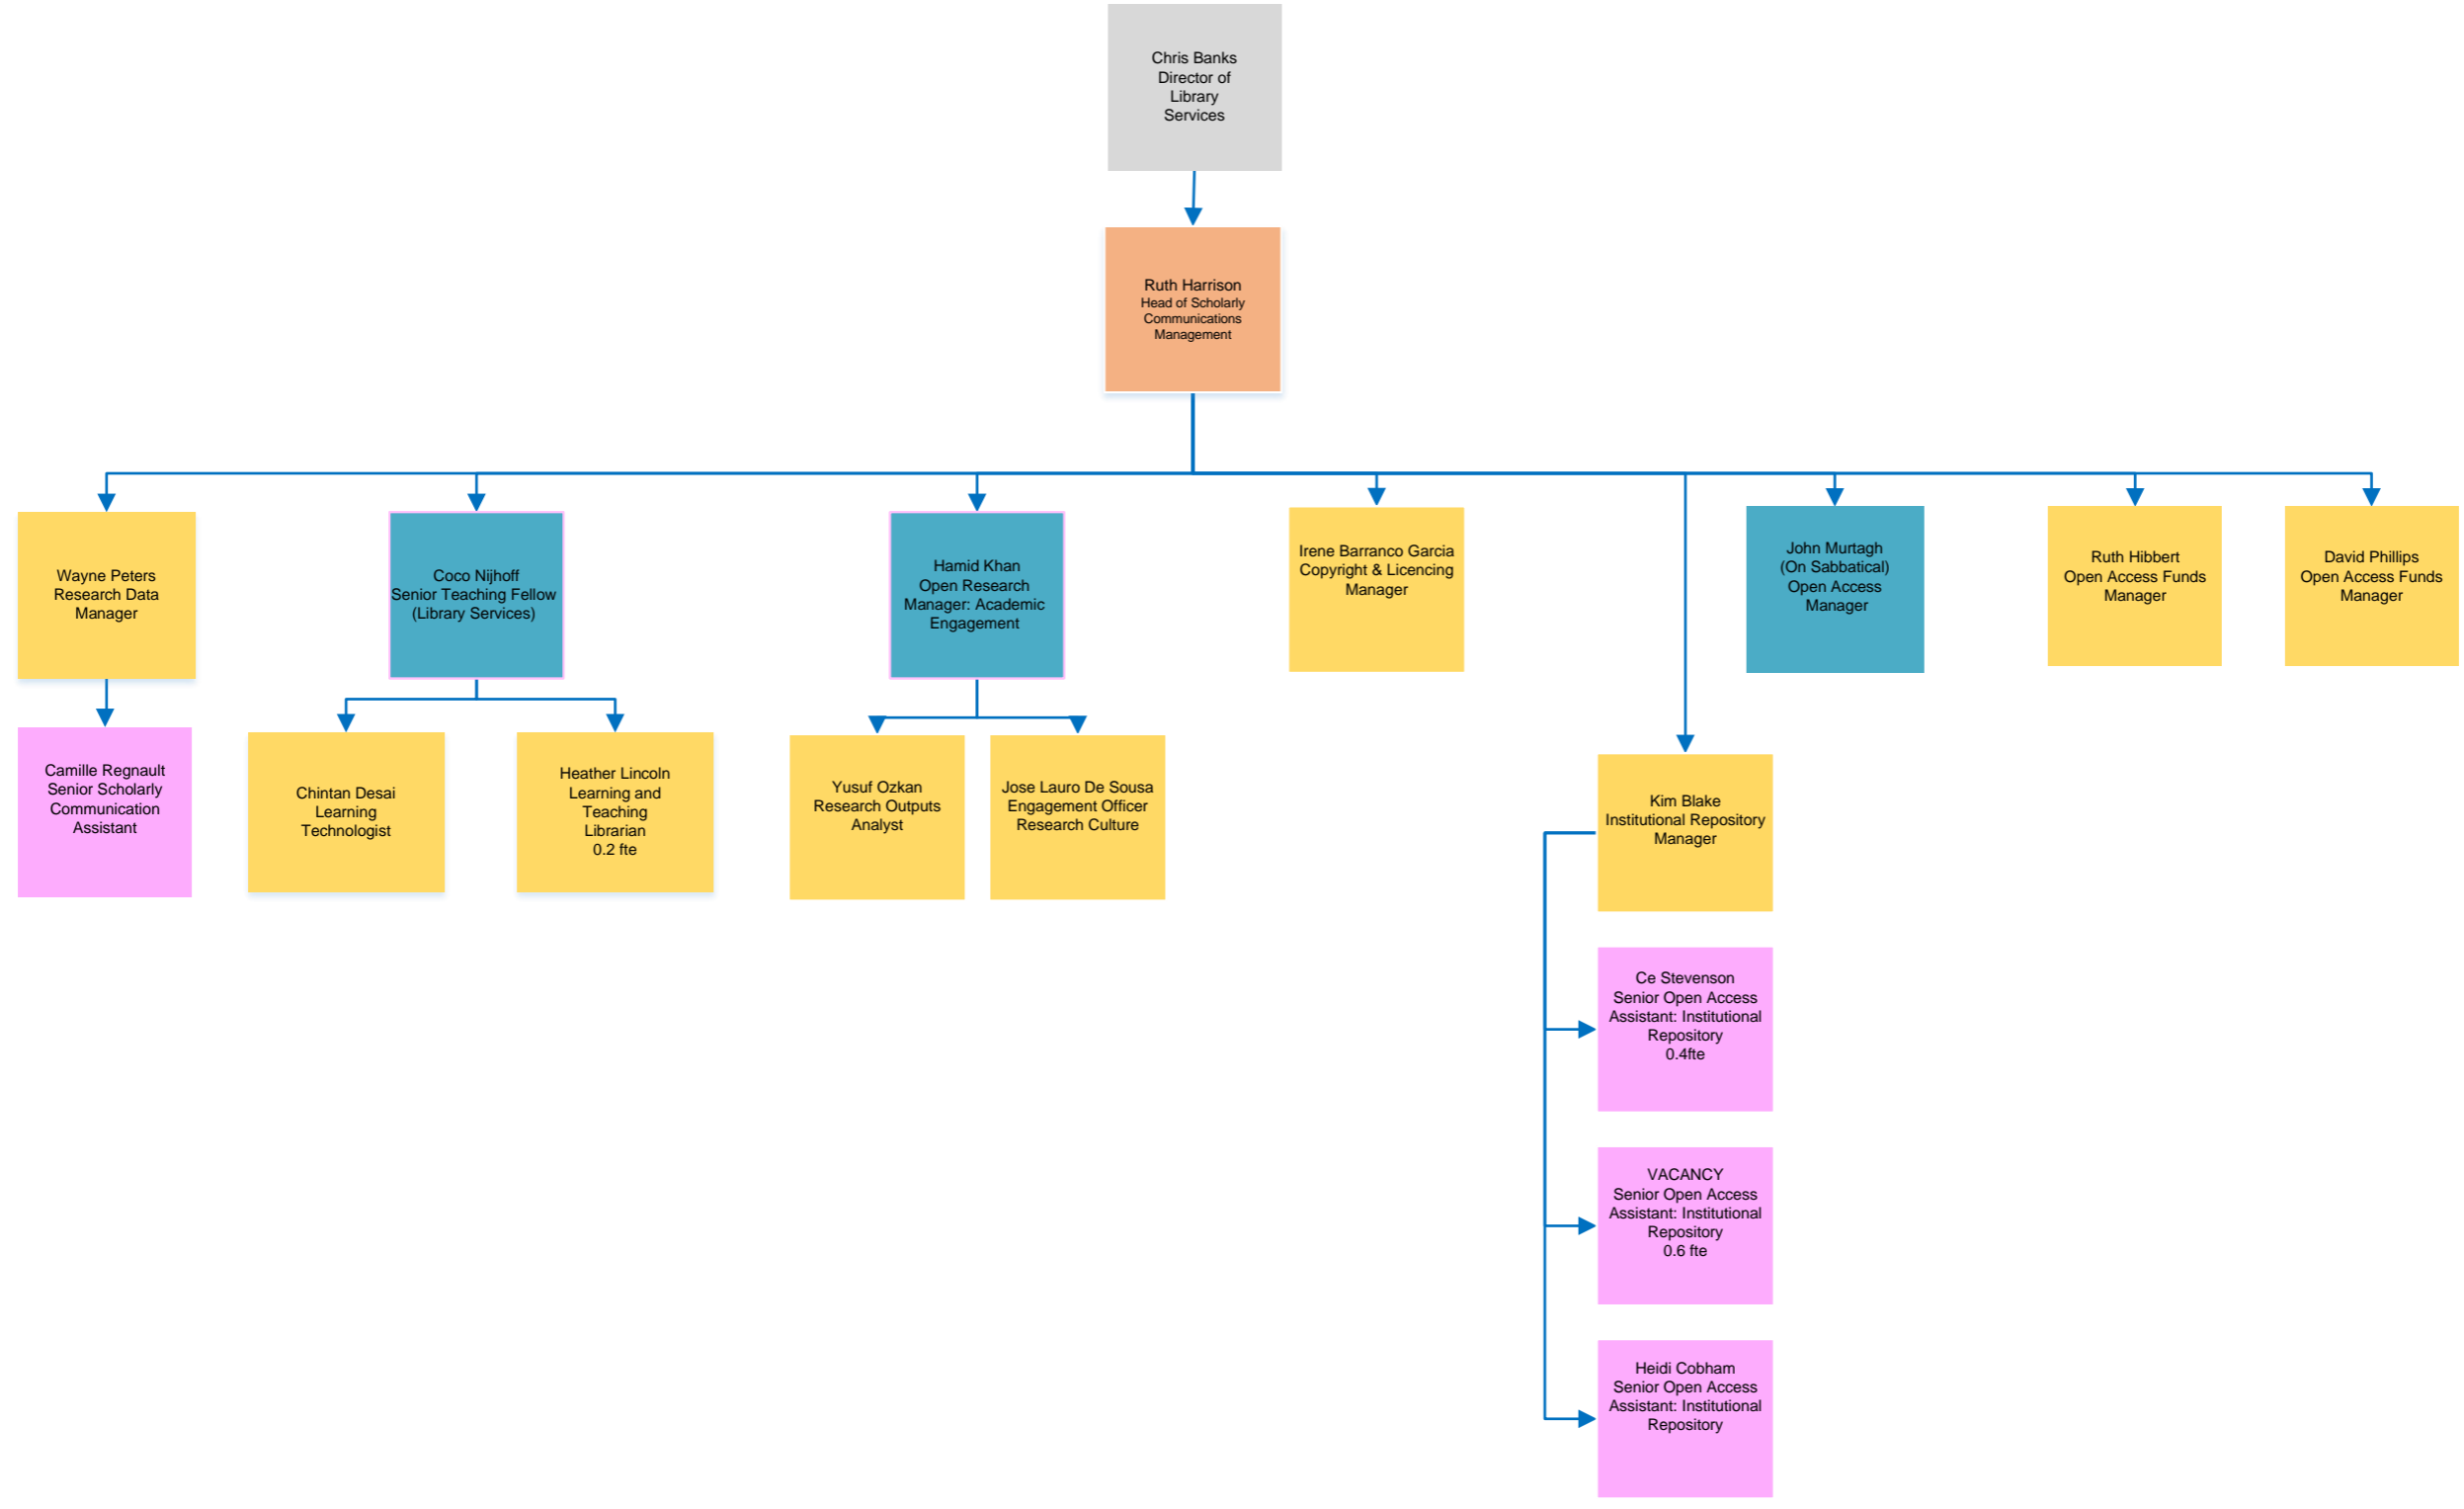 Chris Banks
Director of
Library
Services
Ruth Harrison
Head of Scholarly
Communications
Management
Wayne Peters
Research Data
Manager
Coco Nijhoff
Senior Teaching Fellow
(Library Services)
Hamid Khan
Open Research
Manager: Academic
Engagement
Irene Barranco Garcia
Copyright & Licencing
Manager
John Murtagh
(On Sabbatical)
Open Access
Manager
Ruth Hibbert
Open Access Funds
Manager
David Phillips
Open Access Funds
Manager
Camille Regnault
Senior Scholarly
Communication
Assistant
Chintan Desai
Learning
Technologist
Heather Lincoln
Learning and
Teaching
Librarian
0.2 fte
Yusuf Ozkan
Research Outputs
Analyst
Jose Lauro De Sousa
Engagement Officer
Research Culture
Kim Blake
Institutional Repository
Manager
Ce Stevenson
Senior Open Access
Assistant: Institutional
Repository
0.4fte
VACANCY
Senior Open Access
Assistant: Institutional
Repository
0.6 fte
Heidi Cobham
Senior Open Access
Assistant: Institutional
Repository